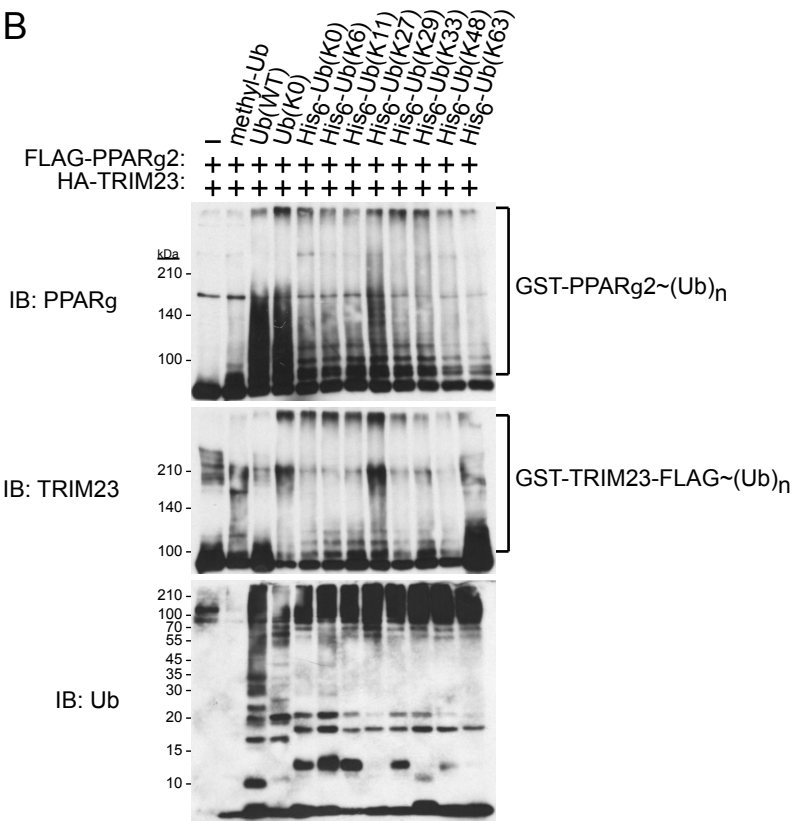 B
–
methyl-Ub
Ub(WT)
Ub(K0)
His6-Ub(K0)
His6-Ub(K6)
His6-Ub(K11)
His6-Ub(K27)
His6-Ub(K29)
His6-Ub(K33)
His6-Ub(K48)
His6-Ub(K63)
FLAG-PPARg2: + + + + + + + + + + + +
HA-TRIM23: + + + + + + + + + + + +
kDa
210 -
140 -
100 -
IB: PPARg
GST-PPARg2~(Ub)n
210 -
140 -
100 -
IB: TRIM23
GST-TRIM23-FLAG~(Ub)n
210 -
100 -
70 -
55 -
45 -
35 -
30 -
20 -
15 -
10 -
IB: Ub